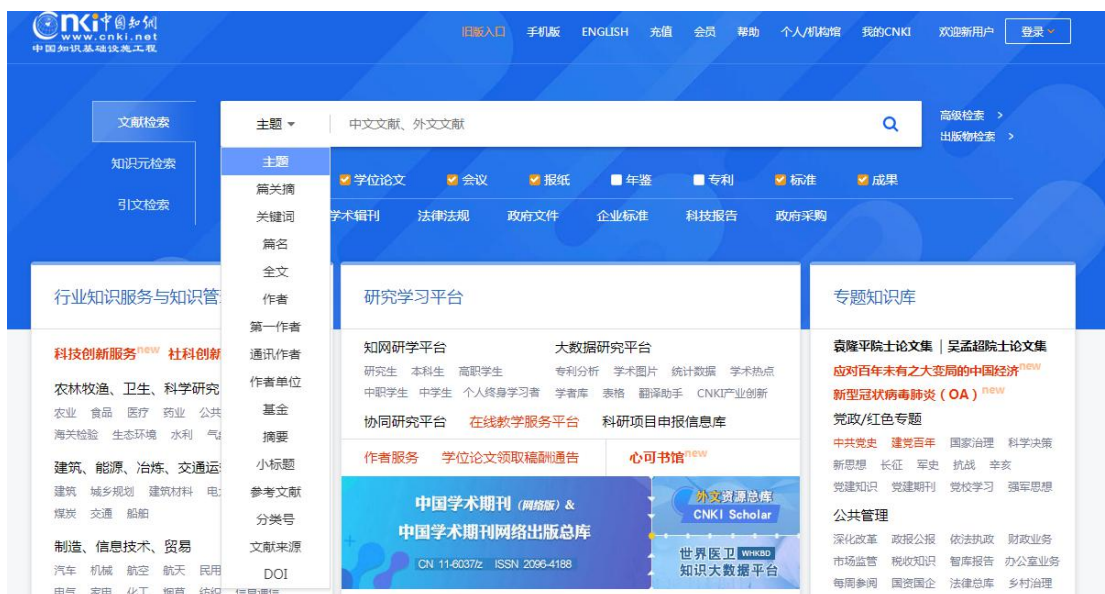 cnki中国知网
www.cnki.net
中国知识基础设施工程
旧版入口 手机版 ENGLISH 充值 会员 帮助 个人/机构馆 我的CNKI 欢迎新用户 登录
文献检索 主题 中文文献、外文文献 高级检索 >
出版物检索 >
知识元检索
引文检索
主题
篇关摘
关键词
篇名
全文
作者
第一作者
通讯作者
作者单位
基金
摘要
小标题
参考文献
分类号
文献来源
DOI
学位论文 会议 报纸 年鉴 专利 标准 成果
学术辑刊 法律法规 政府文件 企业标准 科技报告 政府采购
行业知识服务与知识管
科技创新服务new 社科创新
农林牧渔、卫生、科学研究
农业 食品 医疗 药业 公共
海关检验 生态环境 水利 气
建筑、能源、冶炼、交通运
建筑 城乡规划 建筑材料 电
煤炭 交通 船舶
制造、信息技术、贸易
汽车 机械 航空 航天 民用
电气 家电 化工 烟草 纺织 信息通信
研究学习平台
知网研学平台 大数据研究平台
研究生 本科生 高职学生 专利分析 学术图片 统计数据 学术热点
中职学生 中学生 个人终身学习者 学者库 表格 翻译助手 CNKI产业创新
协同研究平台 在线教学服务平台 科研项目申报信息库
作者服务 学位论文领取稿酬通告 心可书馆new
中国学术期刊（网络版）&
中国学术期刊网络出版总库
CN 11-6037/z ISSN 2096-4188
外文资源总库
CNKI Scholar
世界医卫 WHKBD
知识大数据平台
专题知识库
袁隆平院士论文集 | 吴孟超院士论文集
应对百年未有之大变局的中国经济new
新型冠状病毒肺炎（OA）new
党政/红色专题
中共党史 建党百年 国家治理 科学决策
新思想 长征 军史 抗战 辛亥
党建知识 党建期刊 党校学习 强军思想
公共管理
深化改革 政报公报 依法执政 财政业务
市场监管 税收知识 智库报告 办公室业务
每周参阅 国资国企 法律总库 乡村治理